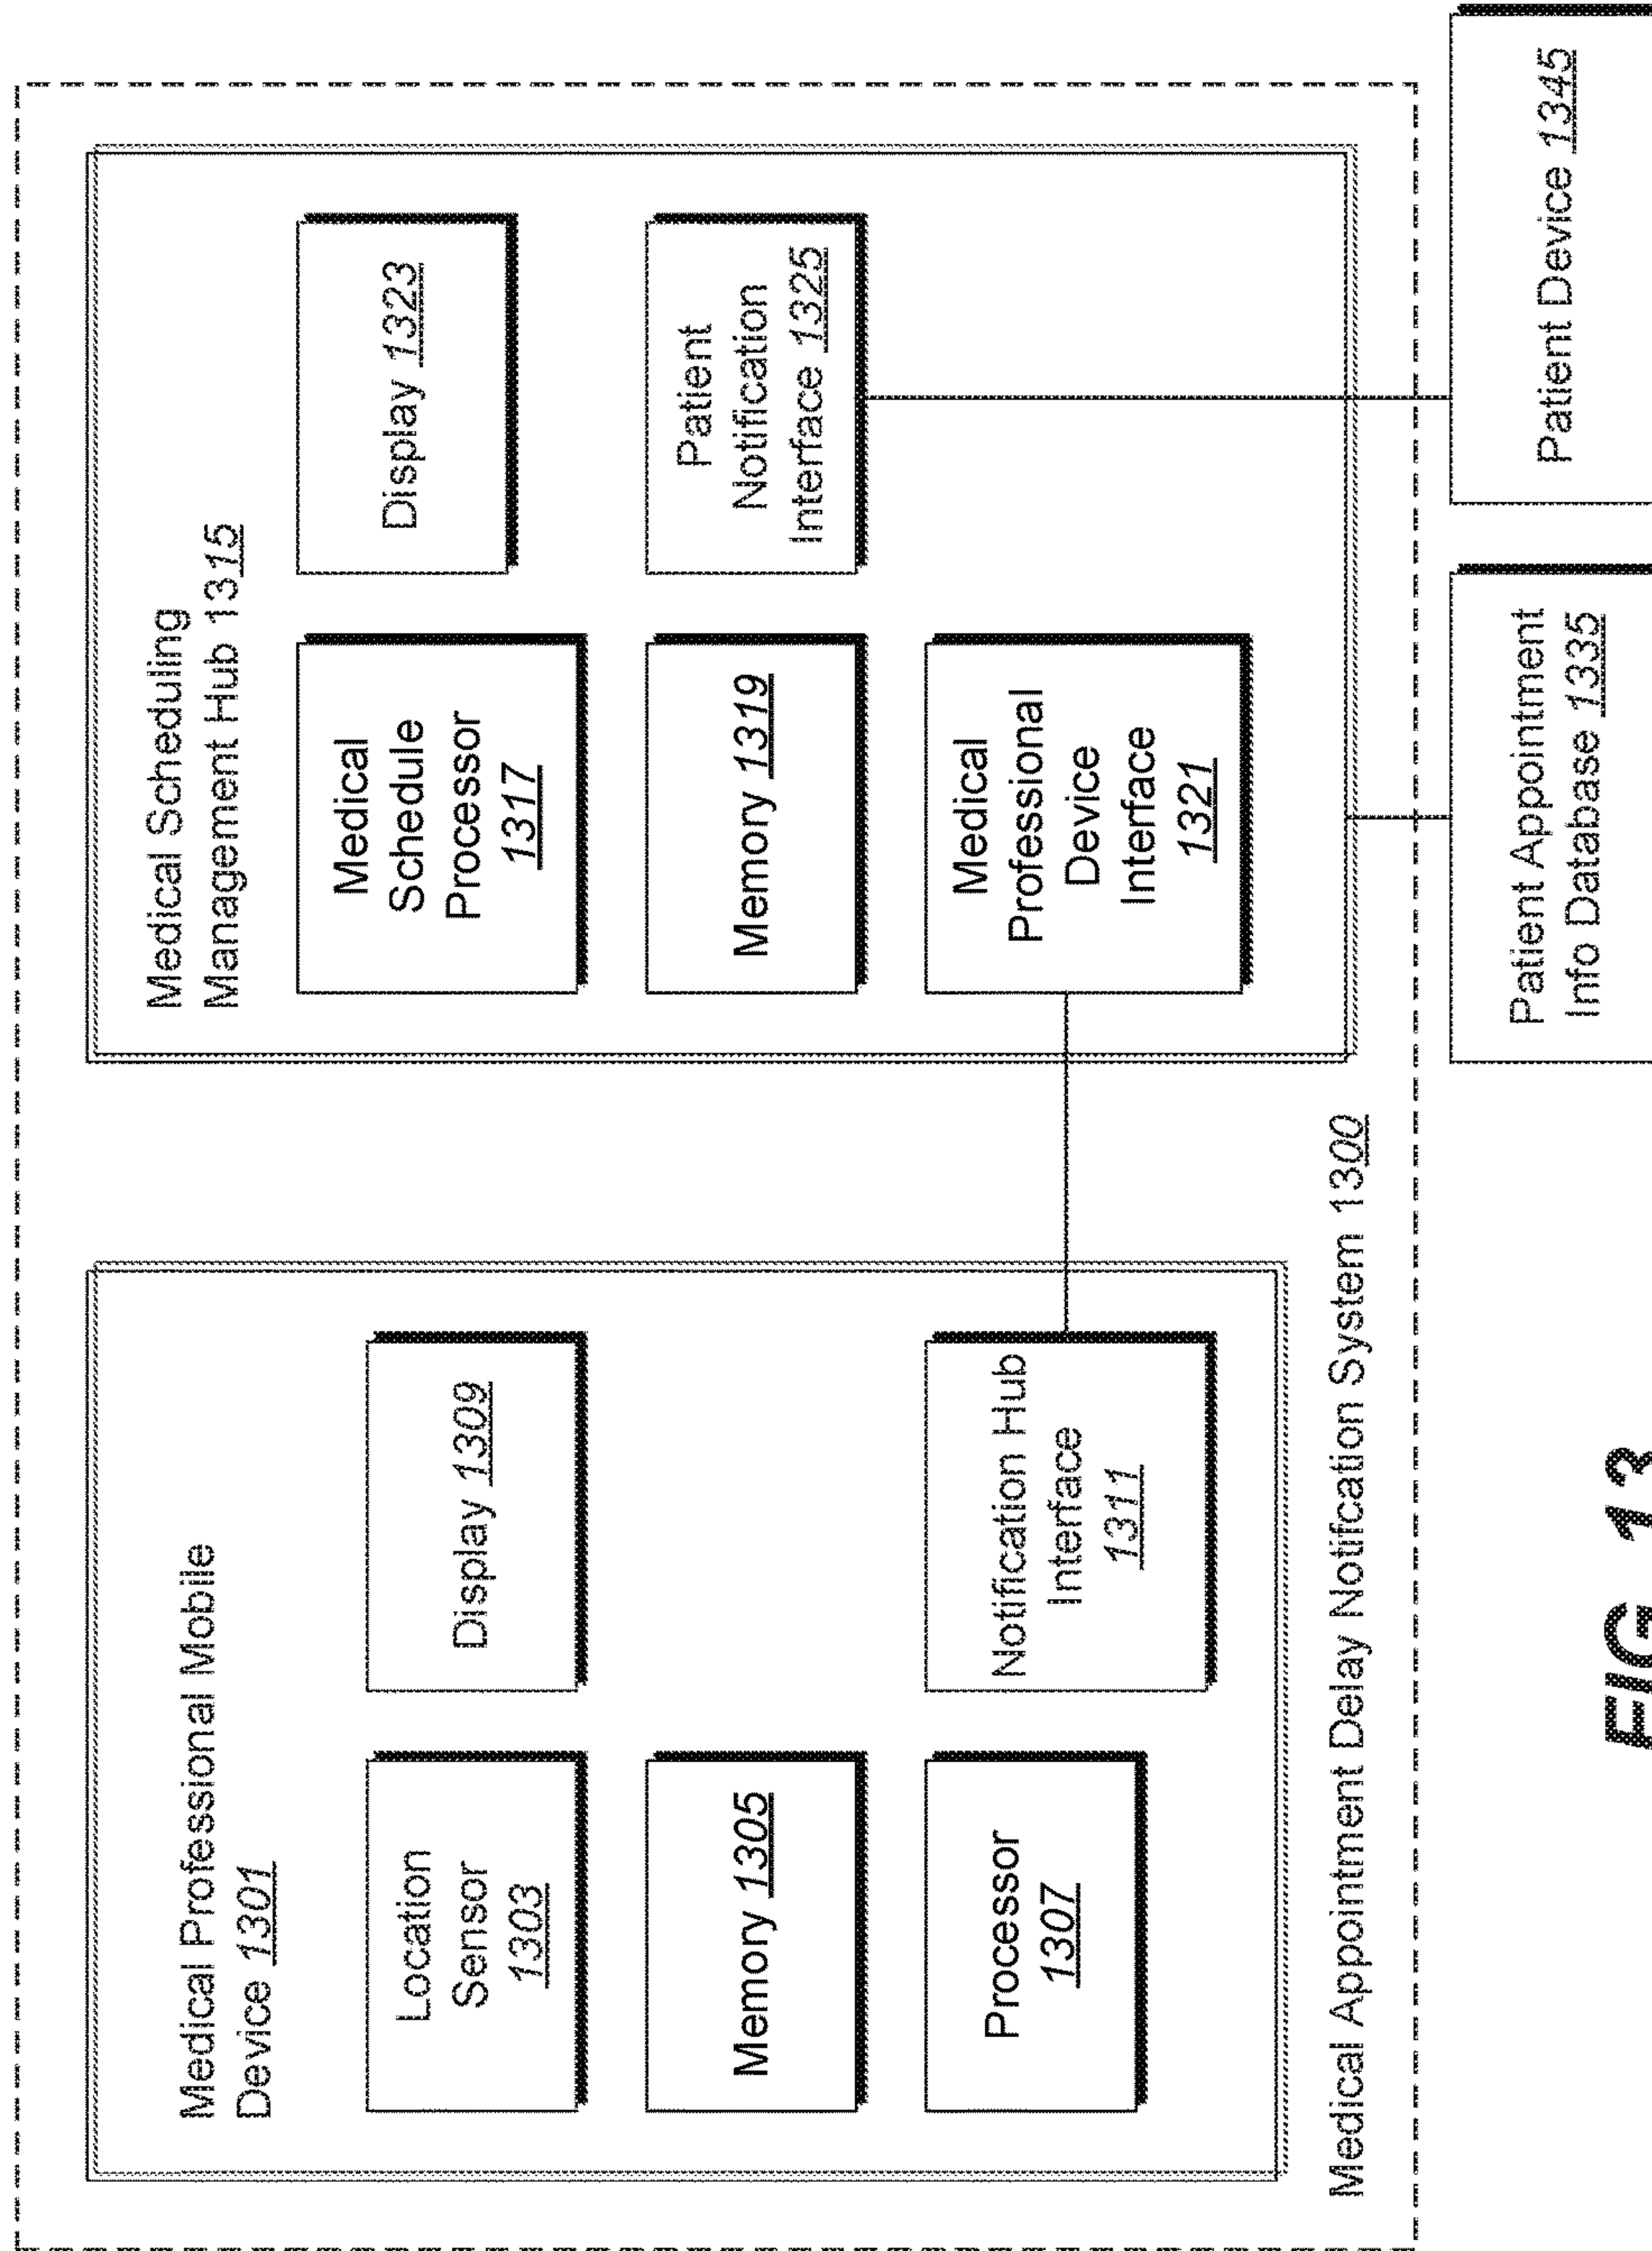 Medical Professional Mobile
Device 1301
Location
Sensor
1303
Display 1309
Memory 1305
Processor
1307
Notification Hub
Interface
1311
Medical Scheduling
Management Hub 1315
Medical
Schedule
Processor
1317
Display 1323
Memory 1319
Patient
Notification
Interface 1325
Medical
Professional
Device
Interface
1321
Medical Appointment Delay Notifcation System 1300
Patient Appointment
Info Database 1335
Patient Device 1345
FIG. 13